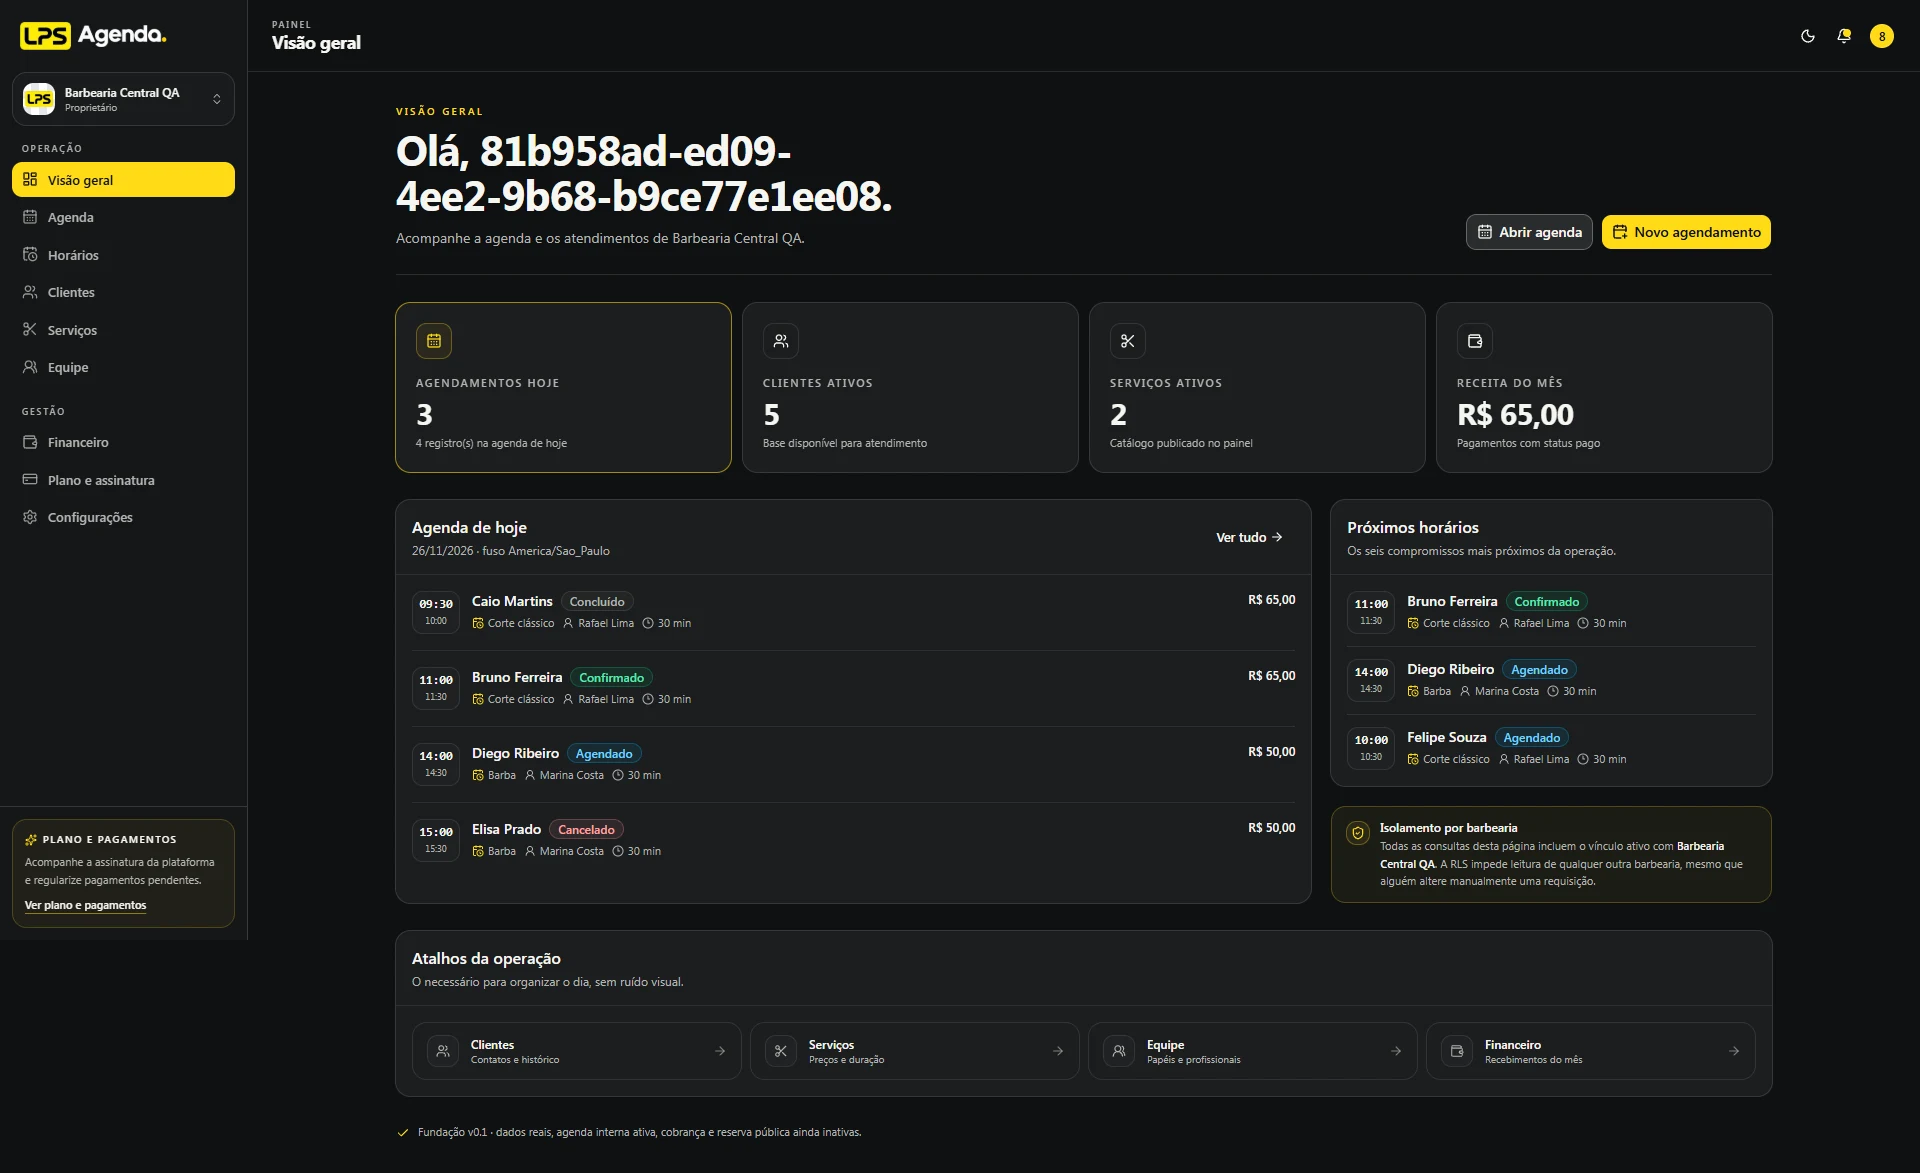 LPS Agenda.
LPS
Barbearia Central QA
Proprietário
OPERAÇÃO
Visão geral
Agenda
Horários
Clientes
Serviços
Equipe
GESTÃO
Financeiro
Plano e assinatura
Configurações
PLANO E PAGAMENTOS
Acompanhe a assinatura da plataforma
e regularize pagamentos pendentes.
Ver plano e pagamentos
PAINEL
Visão geral
8
VISÃO GERAL
Olá, 81b958ad-ed09-
4ee2-9b68-b9ce77e1ee08.
Acompanhe a agenda e os atendimentos de Barbearia Central QA.
Abrir agenda
Novo agendamento
AGENDAMENTOS HOJE
3
4 registro(s) na agenda de hoje
CLIENTES ATIVOS
5
Base disponível para atendimento
SERVIÇOS ATIVOS
2
Catálogo publicado no painel
RECEITA DO MÊS
R$ 65,00
Pagamentos com status pago
Agenda de hoje
26/11/2026 · fuso America/Sao_Paulo
Ver tudo
09:30
10:00
Caio Martins Concluído
Corte clássico Rafael Lima 30 min
R$ 65,00
11:00
11:30
Bruno Ferreira Confirmado
Corte clássico Rafael Lima 30 min
R$ 65,00
14:00
14:30
Diego Ribeiro Agendado
Barba Marina Costa 30 min
R$ 50,00
15:00
15:30
Elisa Prado Cancelado
Barba Marina Costa 30 min
R$ 50,00
Próximos horários
Os seis compromissos mais próximos da operação.
11:00
11:30
Bruno Ferreira Confirmado
Corte clássico Rafael Lima 30 min
14:00
14:30
Diego Ribeiro Agendado
Barba Marina Costa 30 min
10:00
10:30
Felipe Souza Agendado
Corte clássico Rafael Lima 30 min
Isolamento por barbearia
Todas as consultas desta página incluem o vínculo ativo com Barbearia
Central QA. A RLS impede leitura de qualquer outra barbearia, mesmo que
alguém altere manualmente uma requisição.
Atalhos da operação
O necessário para organizar o dia, sem ruído visual.
Clientes
Contatos e histórico
Serviços
Preços e duração
Equipe
Papéis e profissionais
Financeiro
Recebimentos do mês
Fundação v0.1 · dados reais, agenda interna ativa, cobrança e reserva pública ainda inativas.